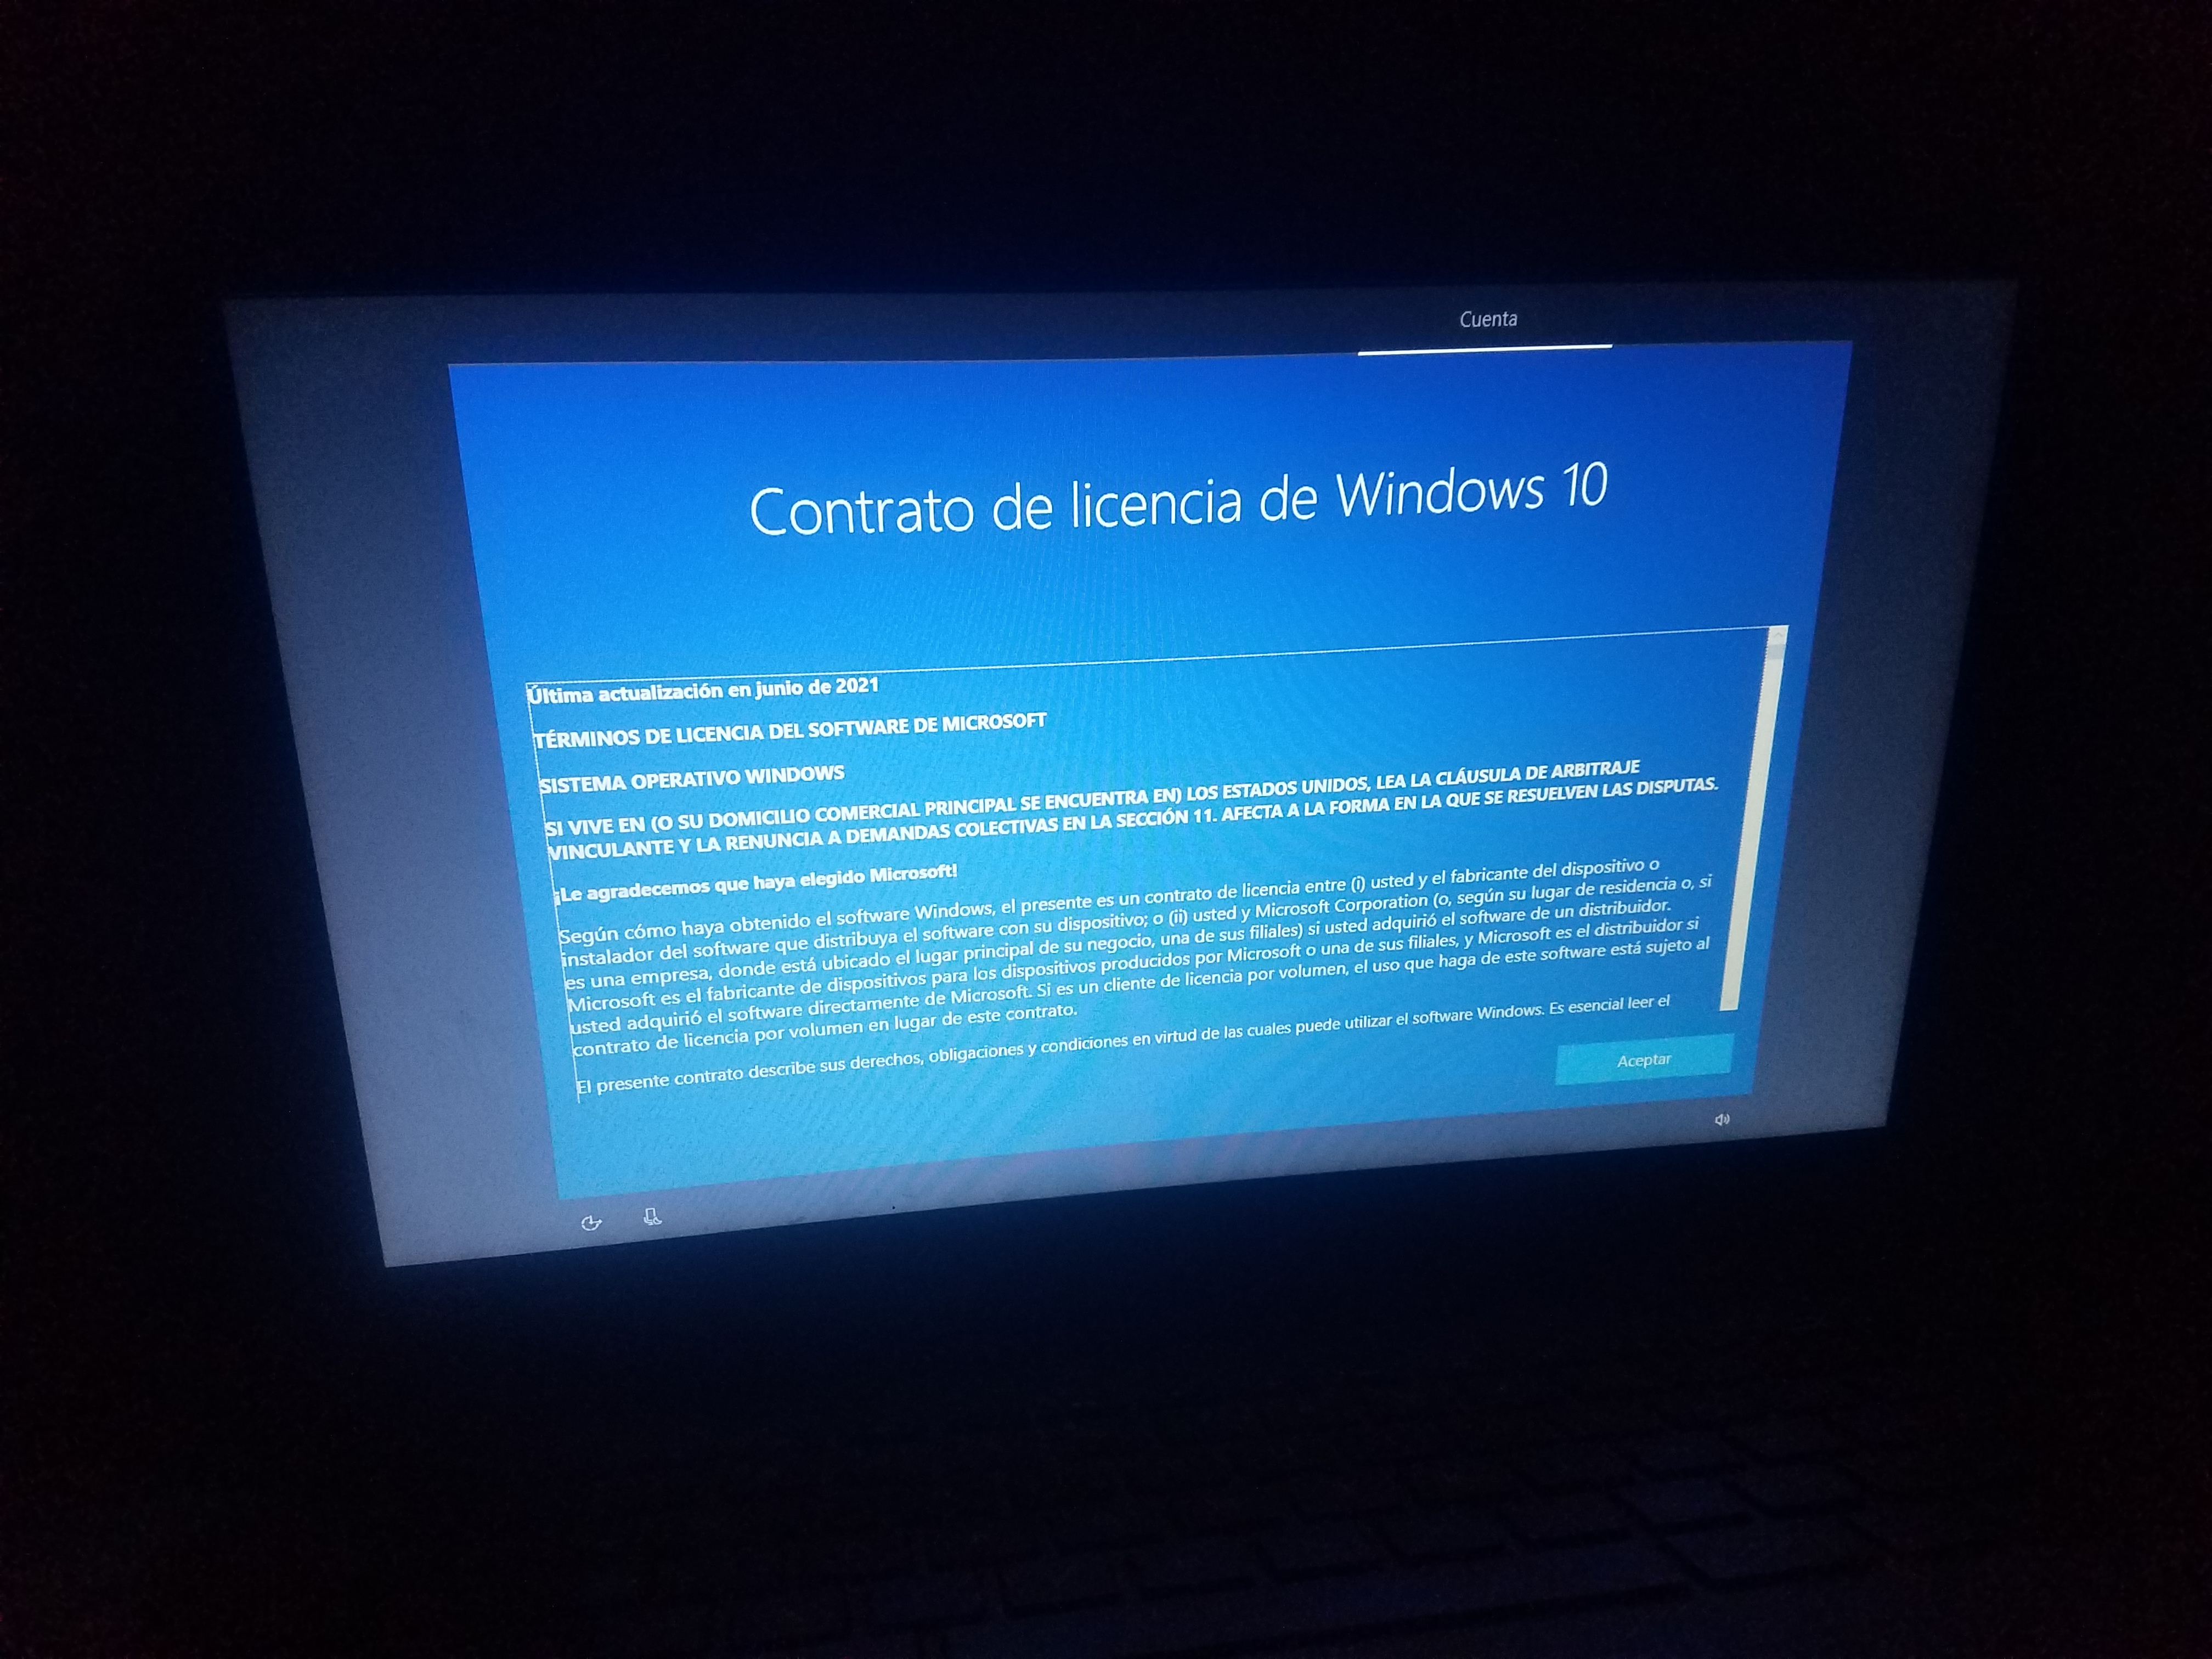 Cuenta
Contrato de licencia de Windows 10
Última actualización en junio de 2021
TÉRMINOS DE LICENCIA DEL SOFTWARE DE MICROSOFT
SISTEMA OPERATIVO WINDOWS
SI VIVE EN (O SU DOMICILIO COMERCIAL PRINCIPAL SE ENCUENTRA EN) LOS ESTADOS UNIDOS, LEA LA CLÁUSULA DE ARBITRAJE
VINCULANTE Y LA RENUNCIA A DEMANDAS COLECTIVAS EN LA SECCIÓN 11. AFECTA A LA FORMA EN LA QUE SE RESUELVEN LAS DISPUTAS.
¡Le agradecemos que haya elegido Microsoft!
Según cómo haya obtenido el software Windows, el presente es un contrato de licencia entre (i) usted y el fabricante del dispositivo o
instalador del software que distribuya el software con su dispositivo; o (ii) usted y Microsoft Corporation (o, según su lugar de residencia o, si
es una empresa, donde está ubicado el lugar principal de su negocio, una de sus filiales) si usted adquirió el software de un distribuidor.
Microsoft es el fabricante de dispositivos para los dispositivos producidos por Microsoft o una de sus filiales, y Microsoft es el distribuidor si
usted adquirió el software directamente de Microsoft. Si es un cliente de licencia por volumen, el uso que haga de este software está sujeto al
contrato de licencia por volumen en lugar de este contrato.
El presente contrato describe sus derechos, obligaciones y condiciones en virtud de las cuales puede utilizar el software Windows. Es esencial leer el
Aceptar